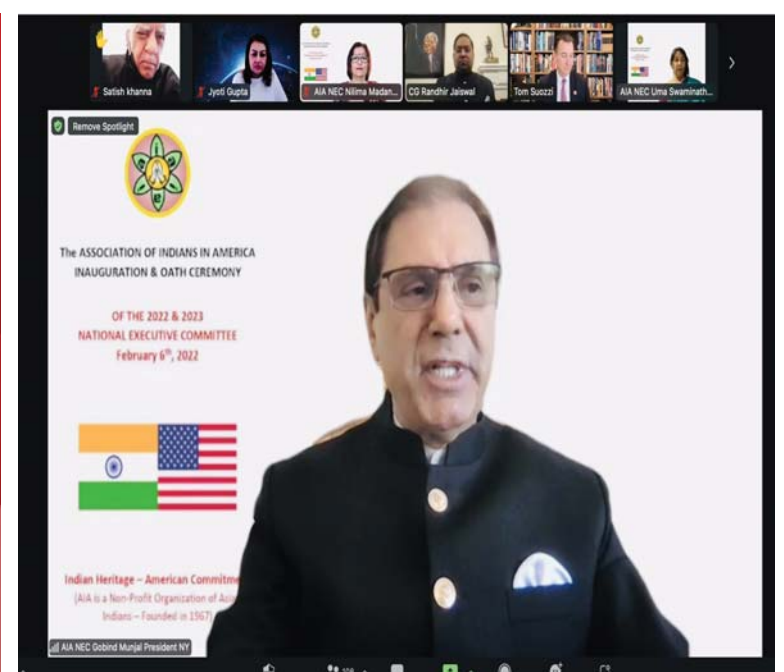 Satish khanna
Jyoti Gupta
AIA NEC Nilima Madan...
CG Randhir Jaiswal
Tom Suozzi
AIA NEC Uma Swaminath...
Remove Spotlight
The ASSOCIATION OF INDIANS IN AMERICA
INAUGURATION & OATH CEREMONY
OF THE 2022 & 2023
NATIONAL EXECUTIVE COMMITTEE
February 6th, 2022
Indian Heritage – American Commitme
(AIA is a Non-Profit Organization of Asia
Indians – Founded in 1967)
AIA NEC Gobind Munjal President NY